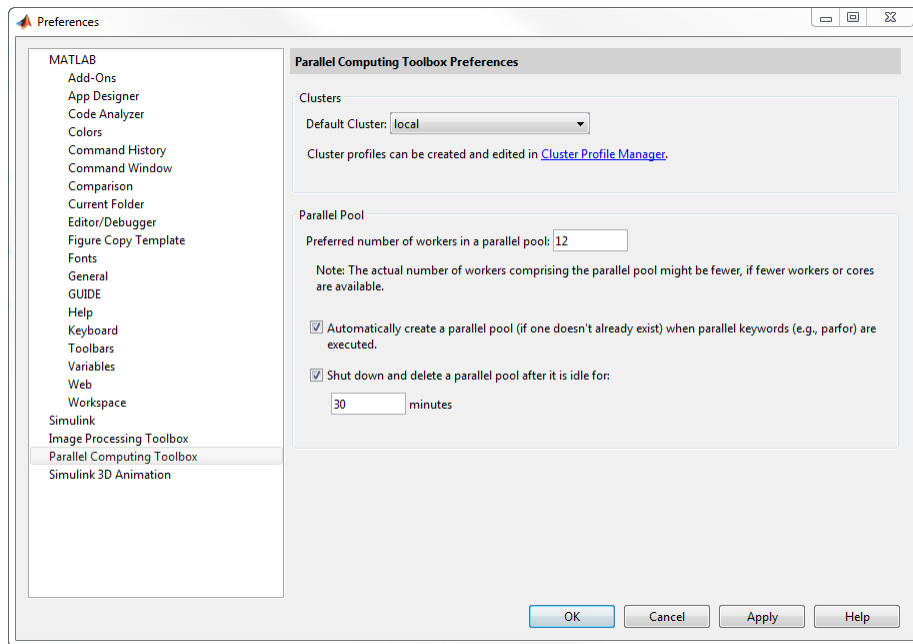 Preferences
MATLAB
Add-Ons
App Designer
Code Analyzer
Colors
Command History
Command Window
Comparison
Current Folder
Editor/Debugger
Figure Copy Template
Fonts
General
GUIDE
Help
Keyboard
Toolbars
Variables
Web
Workspace
Simulink
Image Processing Toolbox
Parallel Computing Toolbox
Simulink 3D Animation
Parallel Computing Toolbox Preferences
Clusters
Default Cluster: local
Cluster profiles can be created and edited in Cluster Profile Manager.
Parallel Pool
Preferred number of workers in a parallel pool: 12
Note: The actual number of workers comprising the parallel pool might be fewer, if fewer workers or cores
are available.
Automatically create a parallel pool (if one doesn't already exist) when parallel keywords (e.g., parfor) are
executed.
Shut down and delete a parallel pool after it is idle for:
30 minutes
OK Cancel Apply Help